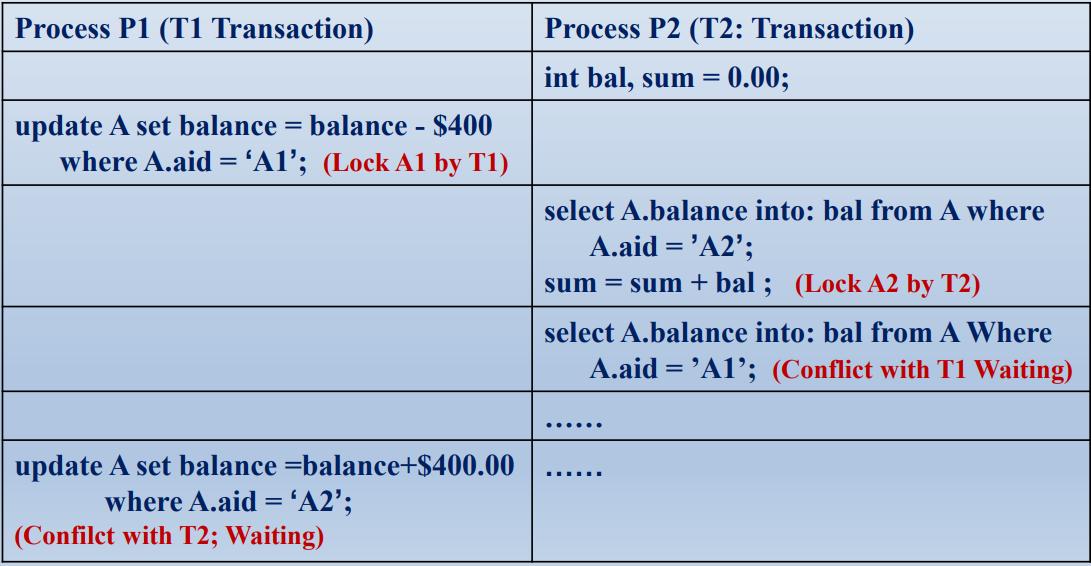 Process P1 (T1 Transaction)
Process P2 (T2: Transaction)
int bal, sum = 0.00;
update A set balance = balance - $400
where A.aid = ‘A1’; (Lock A1 by T1)
select A.balance into: bal from A where
A.aid = ’A2’;
sum = sum + bal ; (Lock A2 by T2)
select A.balance into: bal from A Where
A.aid = ’A1’; (Conflict with T1 Waiting)
……
update A set balance =balance+$400.00
where A.aid = ‘A2’;
(Confilct with T2; Waiting)
……